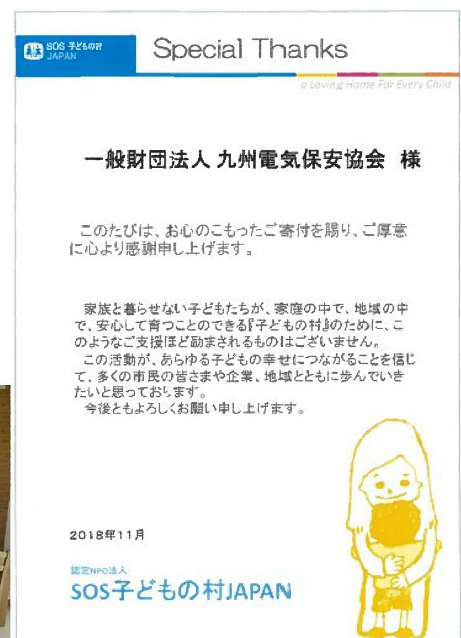 SOS 子どもの村
JAPAN
Special Thanks
a Loving Home For Every Child
一般財団法人 九州電気保安協会 様
このたびは、お心のこもったご寄付を賜り、ご厚意
に心より感謝申し上げます。
家族と暮らせない子どもたちが、家庭の中で、地域の中
で、安心して育つことのできる『子どもの村』のために、こ
のようなご支援ほど励まされるものはございません。
この活動が、あらゆる子どもの幸せにつながることを信じ
て、多くの市民の皆さまや企業、地域とともに歩んでいき
たいと思っております。
今後ともよろしくお願い申し上げます。
2018年11月
認定NPO法人
SOS子どもの村JAPAN